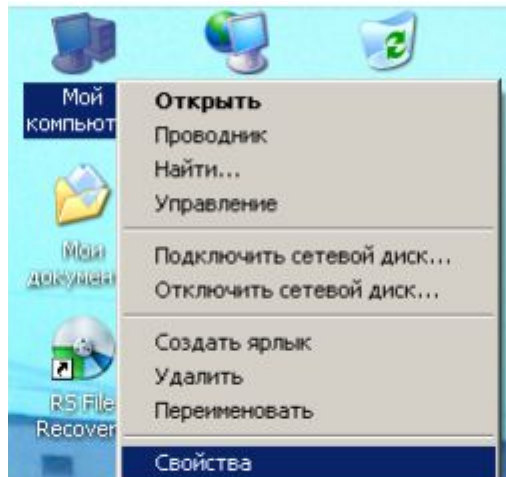 Мой
компьют
Открыть
Проводник
Найти...
Управление
Мои
докумен
Подключить сетевой диск...
Отключить сетевой диск...
Создать ярлык
Удалить
Переименовать
RS File
Recover
Свойства